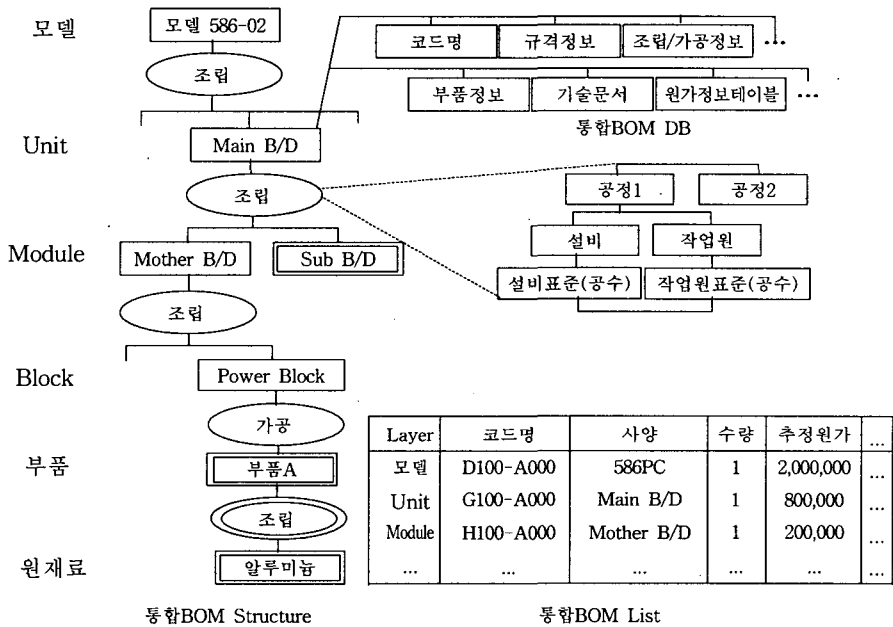 모델
모델 586-02
조립
코드명 규격정보 조립/가공정보 ...
부품정보 기술문서 원가정보테이블 ...
통합BOM DB
Unit
Main B/D
조립
공정1 공정2
설비 작업원
설비표준(공수) 작업원표준(공수)
Module
Mother B/D Sub B/D
조립
Block
Power Block
가공
부품
부품A
조립
원재료
알루미늄
통합BOM Structure
Layer 코드명 사양 수량 추정원가 ...
모델 D100-A000 586PC 1 2,000,000 ...
Unit G100-A000 Main B/D 1 800,000 ...
Module H100-A000 Mother B/D 1 200,000 ...
... ... ... ... ... ...
통합BOM List